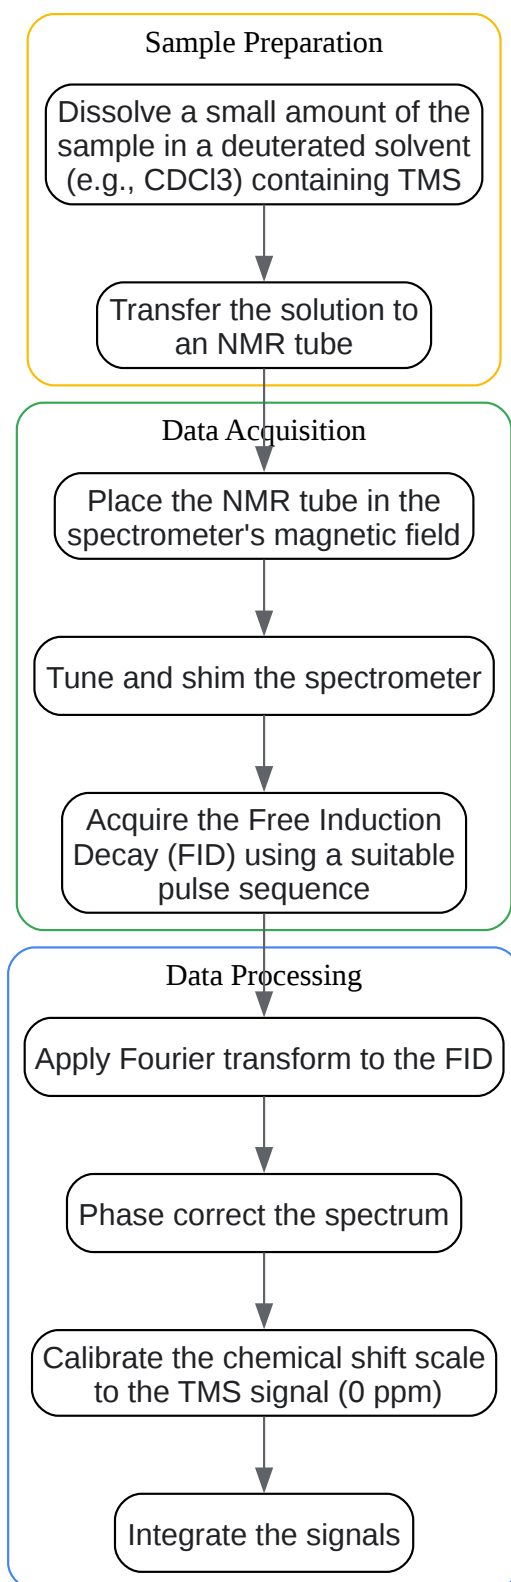 Sample Preparation
Dissolve a small amount of the
sample in a deuterated solvent
(e.g., CDCl3) containing TMS
Transfer the solution to
an NMR tube
Data Acquisition
Place the NMR tube in the
spectrometer's magnetic field
Tune and shim the spectrometer
Acquire the Free Induction
Decay (FID) using a suitable
pulse sequence
Data Processing
Apply Fourier transform to the FID
Phase correct the spectrum
Calibrate the chemical shift scale
to the TMS signal (0 ppm)
Integrate the signals